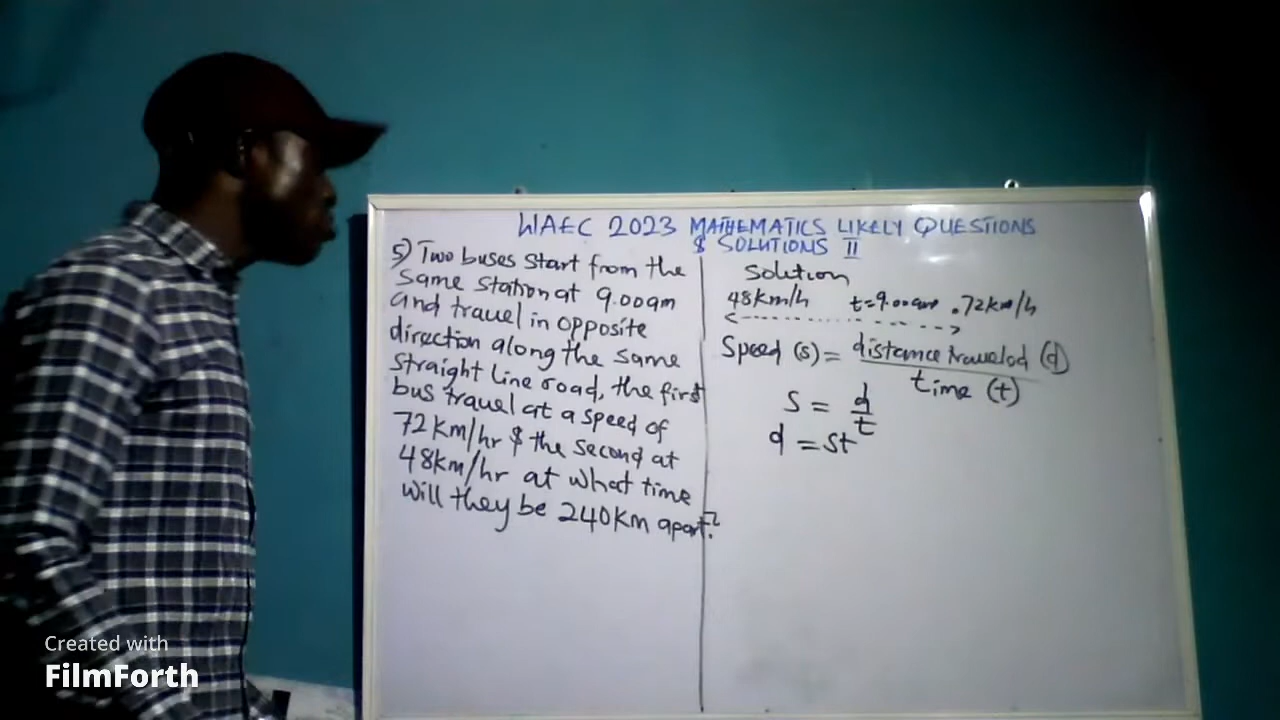 WAEC 2023 MATHEMATICS LIKELY QUESTIONS
& SOLUTIONS II
5) Two buses start from the
same station at 9.00am
and travel in opposite
direction along the same
straight line road, the first
bus travel at a speed of
72km/hr & the second at
48km/hr at what time
will they be 240km apart?
Solution
48km/h t=9.00am .72km/h
Speed (s) = distance traveled (d)
time (t)
S = d
t
d = st
Created with
FilmForth